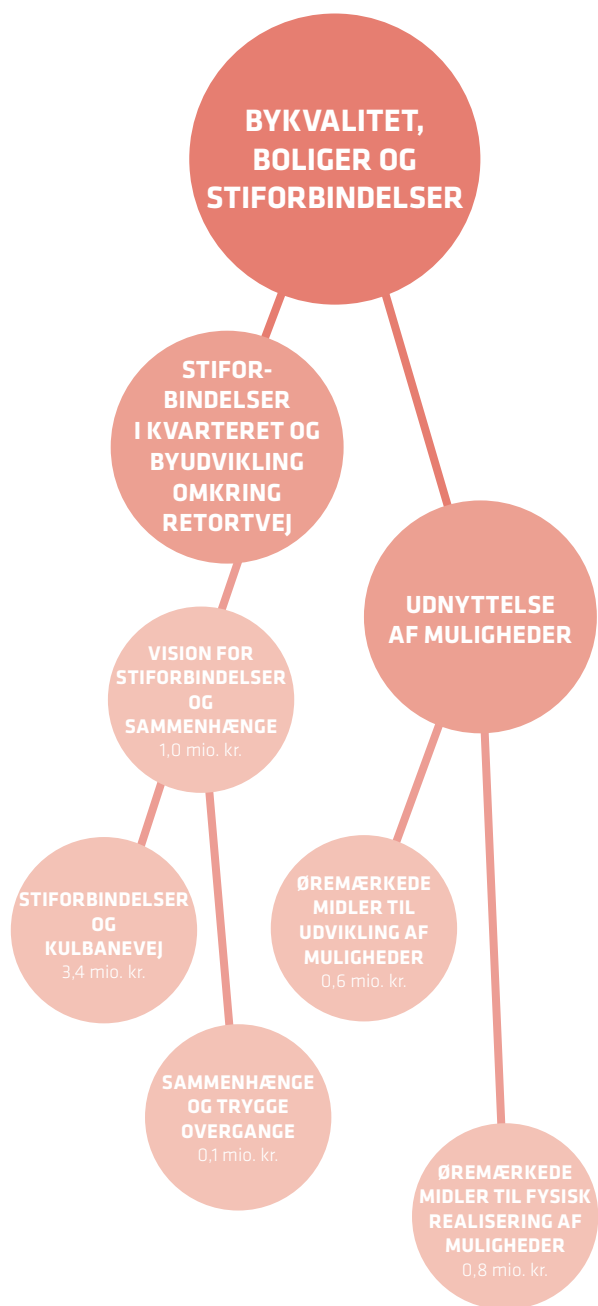 BYKVALITET,
BOLIGER OG
STIFORBINDELSER
STIFOR-
BINDELSER
I KVARTERET OG
BYUDVIKLING
OMKRING
RETORTVEJ
UDNYTTELSE
AF MULIGHEDER
VISION FOR
STIFORBINDELSER
OG
SAMMENHÆNGE
1,0 mio. kr.
STIFORBINDELSER
OG
KULBANEVEJ
3,4 mio. kr.
ØREMÆRKEDE
MIDLER TIL
UDVIKLING AF
MULIGHEDER
0,6 mio. kr.
SAMMENHÆNGE
OG TRYGGE
OVERGANGE
0,1 mio. kr.
ØREMÆRKEDE
MIDLER TIL FYSISK
REALISERING AF
MULIGHEDER
0,8 mio. kr.